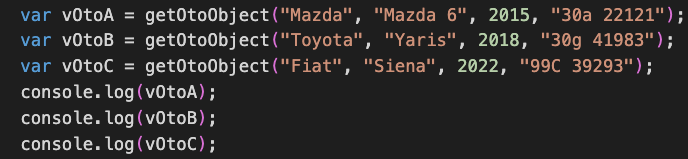 var vOtoA = getOtoObject("Mazda", "Mazda 6", 2015, "30a 22121");
var vOtoB = getOtoObject("Toyota", "Yaris", 2018, "30g 41983");
var vOtoC = getOtoObject("Fiat", "Siena", 2022, "99C 39293");
console.log(vOtoA);
console.log(vOtoB);
console.log(vOtoC);